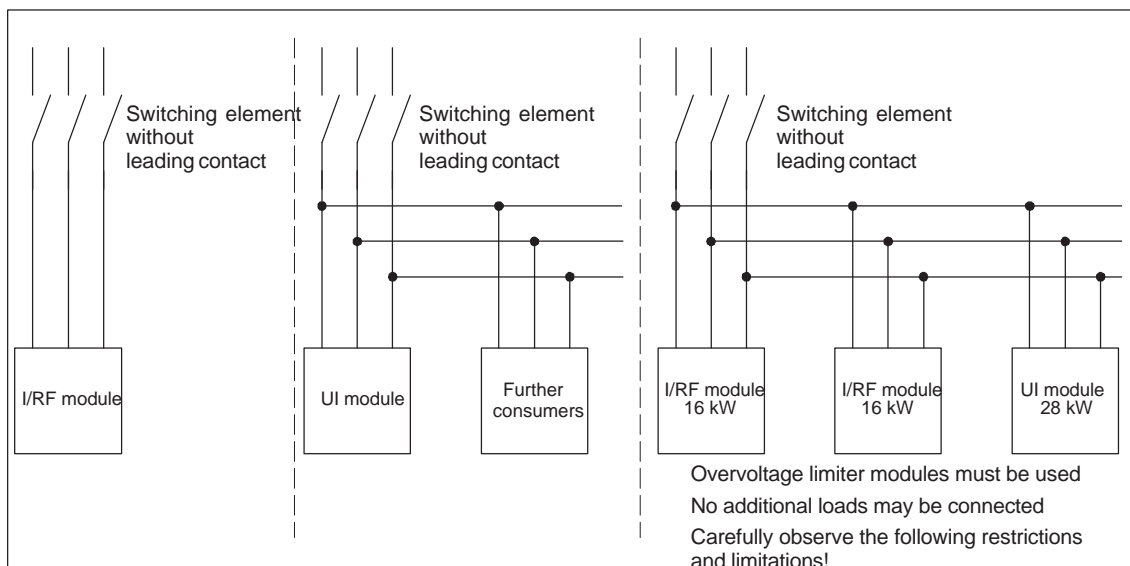 Switching element
without
leading contact
Switching element
without
leading contact
Switching element
without
leading contact
I/RF module
UI module
Further
consumers
I/RF module
16 kW
I/RF module
16 kW
UI module
28 kW
Overvoltage limiter modules must be used
No additional loads may be connected
Carefully observe the following restrictions
and limitations!